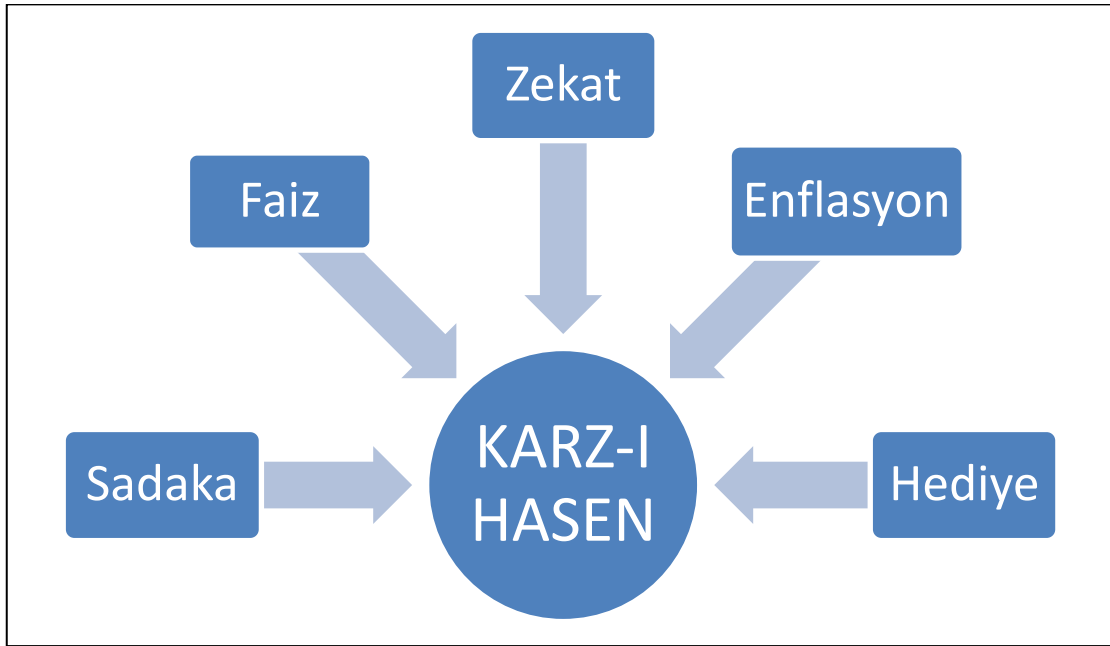 Zekat
Faiz
Enflasyon
Sadaka
KARZ-I
HASEN
Hediye